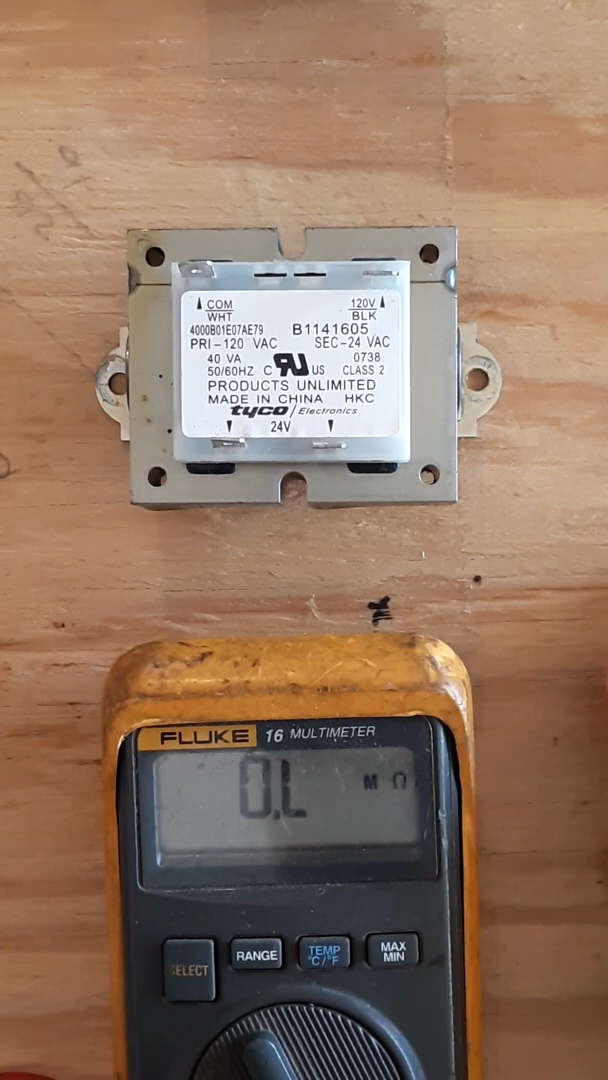 COM 120V
WHT BLK
4000B01E07AE79 B1141605
PRI-120 VAC SEC-24 VAC
40 VA 0738
50/60HZ C RU US CLASS 2
PRODUCTS UNLIMITED
MADE IN CHINA HKC
tyco / Electronics
24V
FLUKE 16 MULTIMETER
O.L M Ω
SELECT RANGE TEMP °C/°F MAX MIN